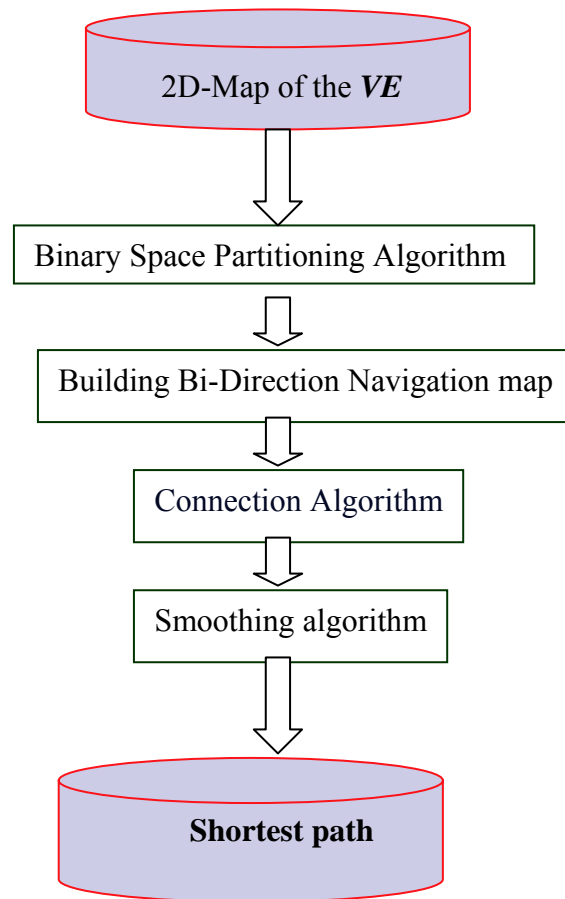 2D-Map of the VE
Binary Space Partitioning Algorithm
Building Bi-Direction Navigation map
Connection Algorithm
Smoothing algorithm
Shortest path